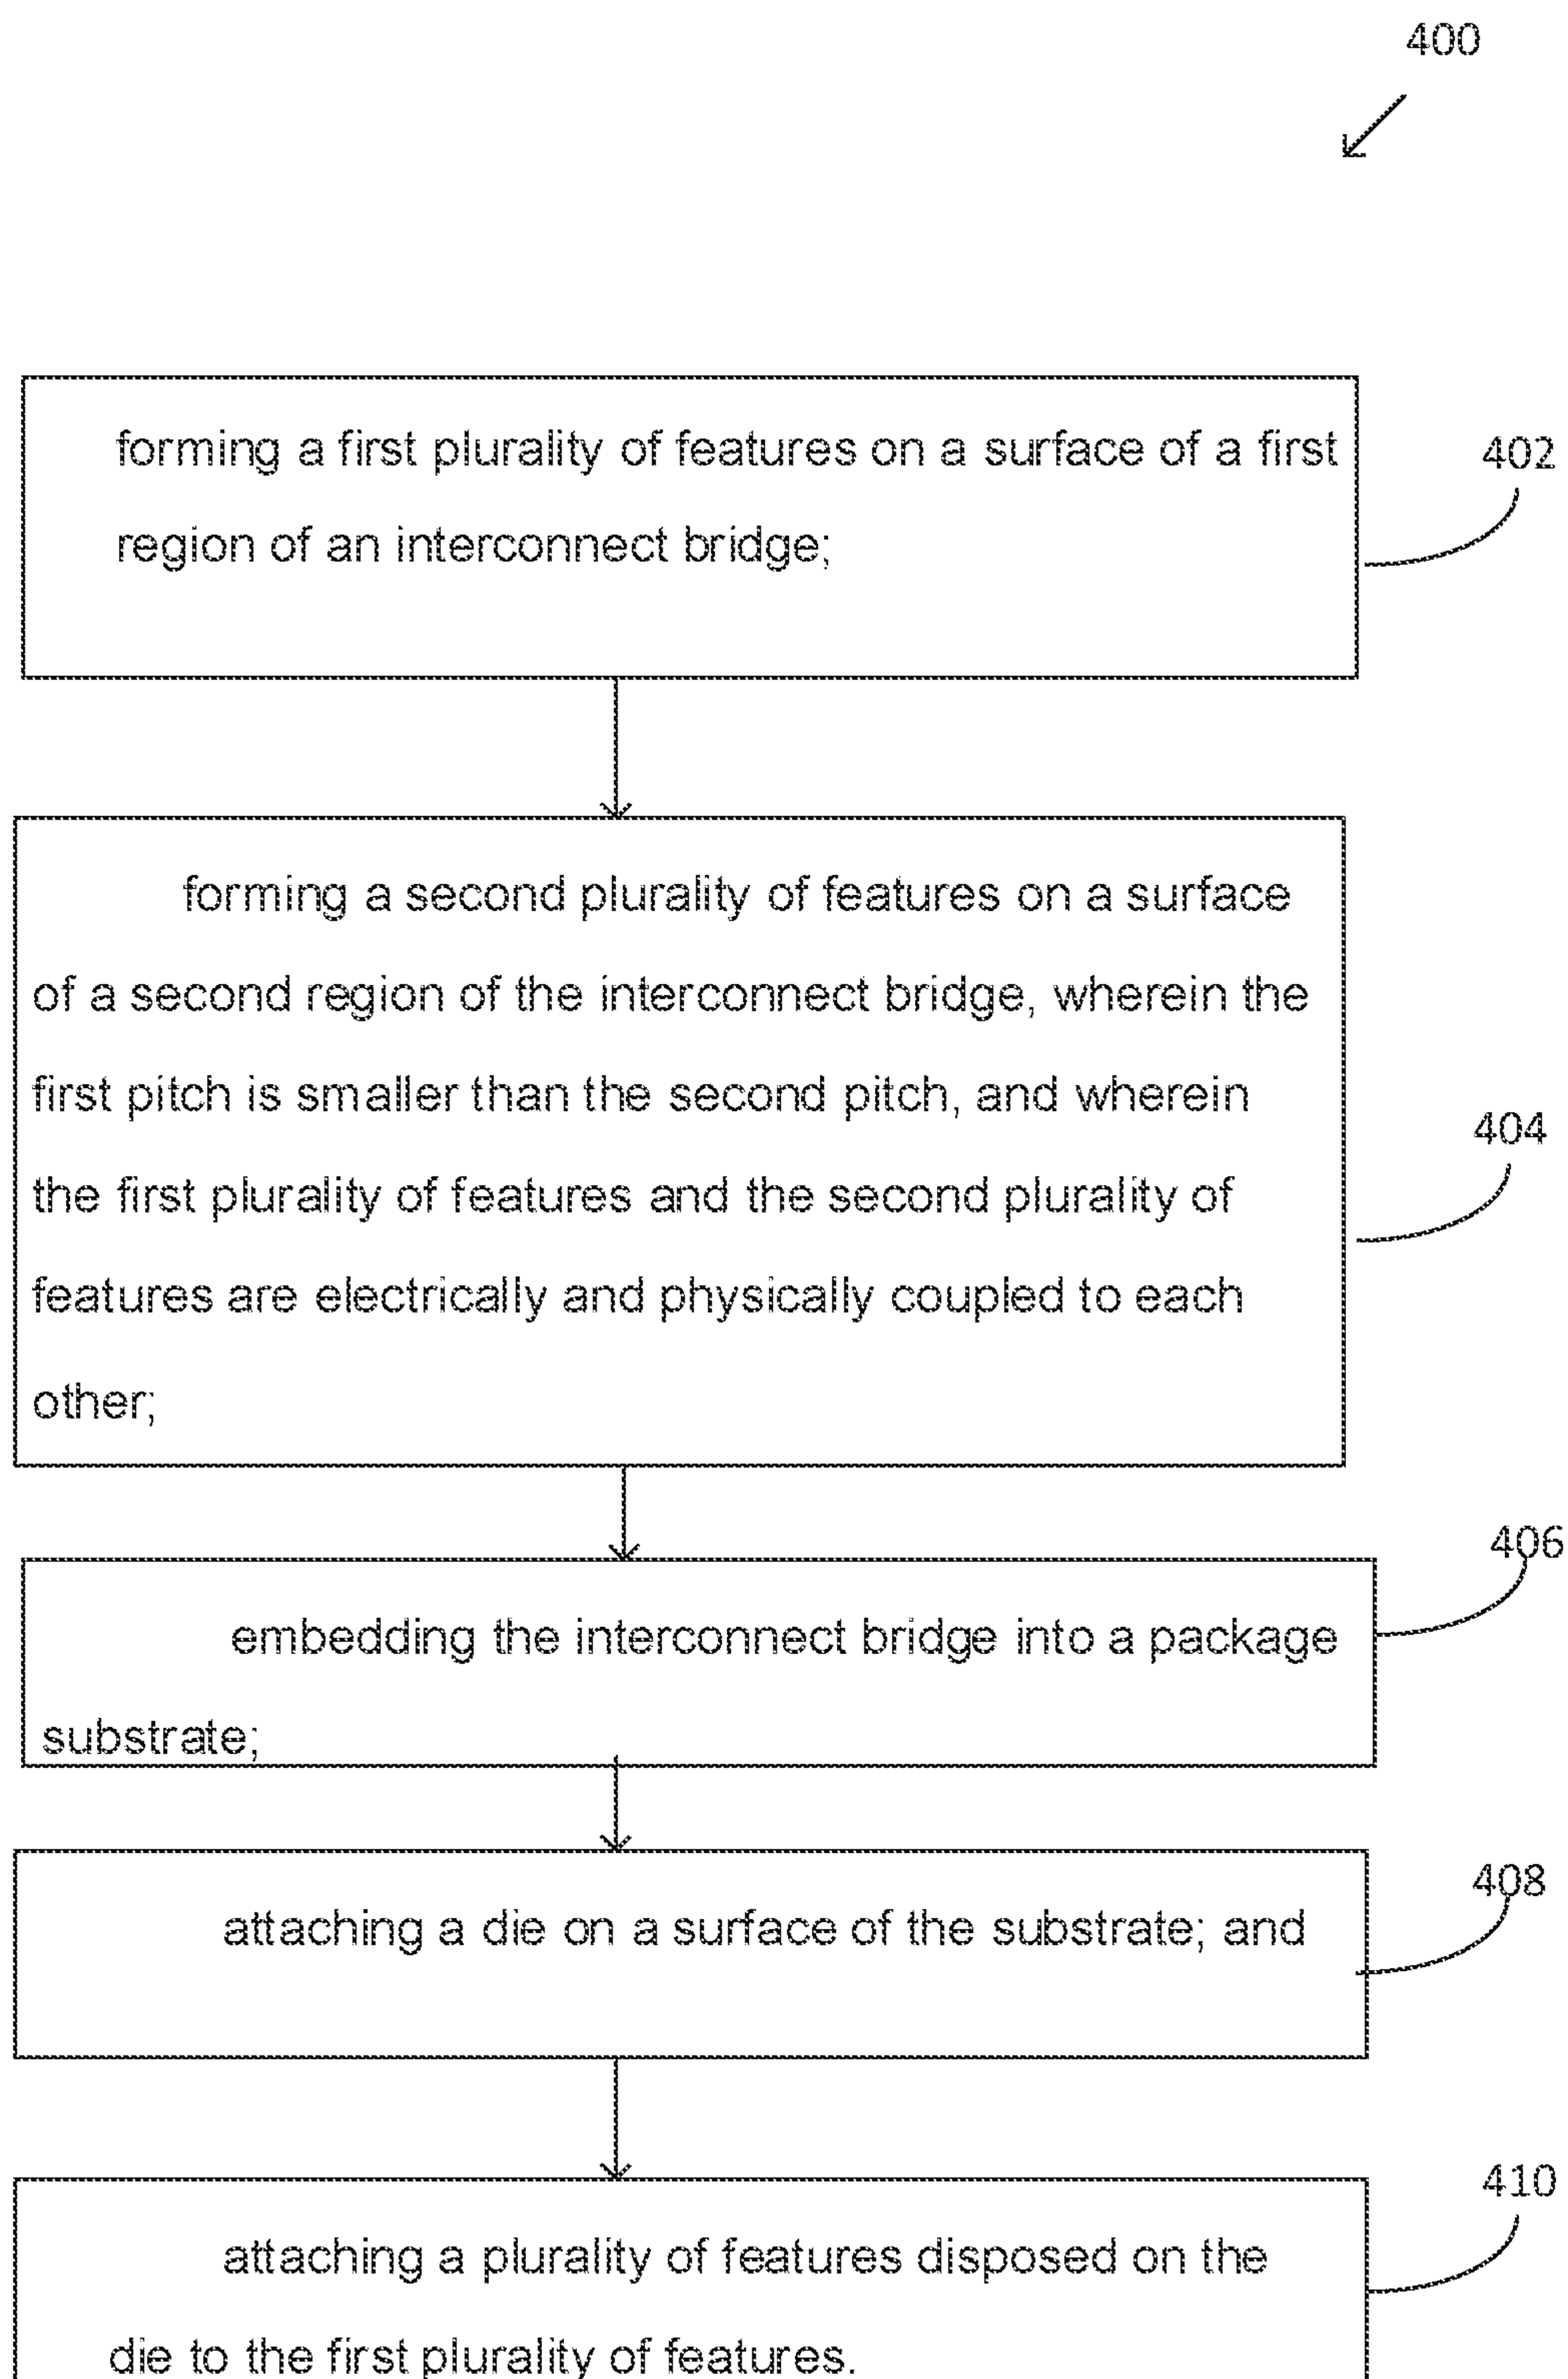 400
forming a first plurality of features on a surface of a first
region of an interconnect bridge;
402
forming a second plurality of features on a surface
of a second region of the interconnect bridge, wherein the
first pitch is smaller than the second pitch, and wherein
the first plurality of features and the second plurality of
features are electrically and physically coupled to each
other;
404
embedding the interconnect bridge into a package
substrate;
406
attaching a die on a surface of the substrate; and
408
attaching a plurality of features disposed on the
die to the first plurality of features.
410